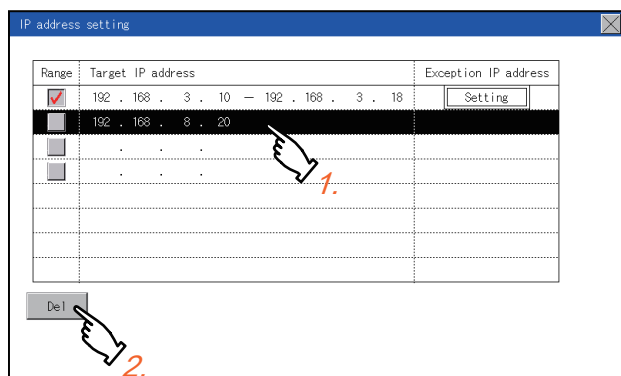 IP address setting
Range Target IP address Exception IP address
192 . 168 . 3 . 10 — 192 . 168 . 3 . 18 Setting
192 . 168 . 8 . 20
. . .
. . .
1.
Del
2.